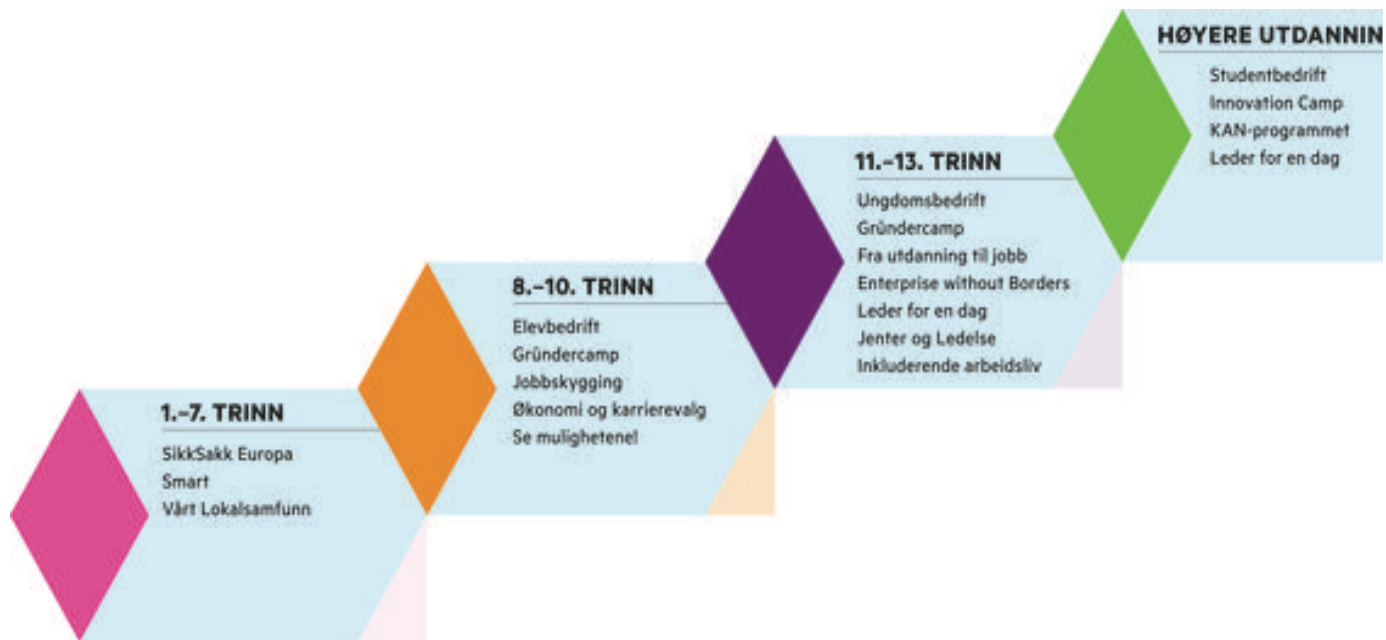 HØYERE UTDANNIN
Studentbedrift
Innovation Camp
KAN-programmet
Leder for en dag
11.–13. TRINN
Ungdomsbedrift
Gründercamp
Fra utdanning til jobb
Enterprise without Borders
Leder for en dag
Jenter og Ledelse
Inkluderende arbeidsliv
8.–10. TRINN
Elevbedrift
Gründercamp
Jobbskygging
Økonomi og karrierevalg
Se mulighetene!
1.–7. TRINN
SikkSakk Europa
Smart
Vårt Lokalsamfunn